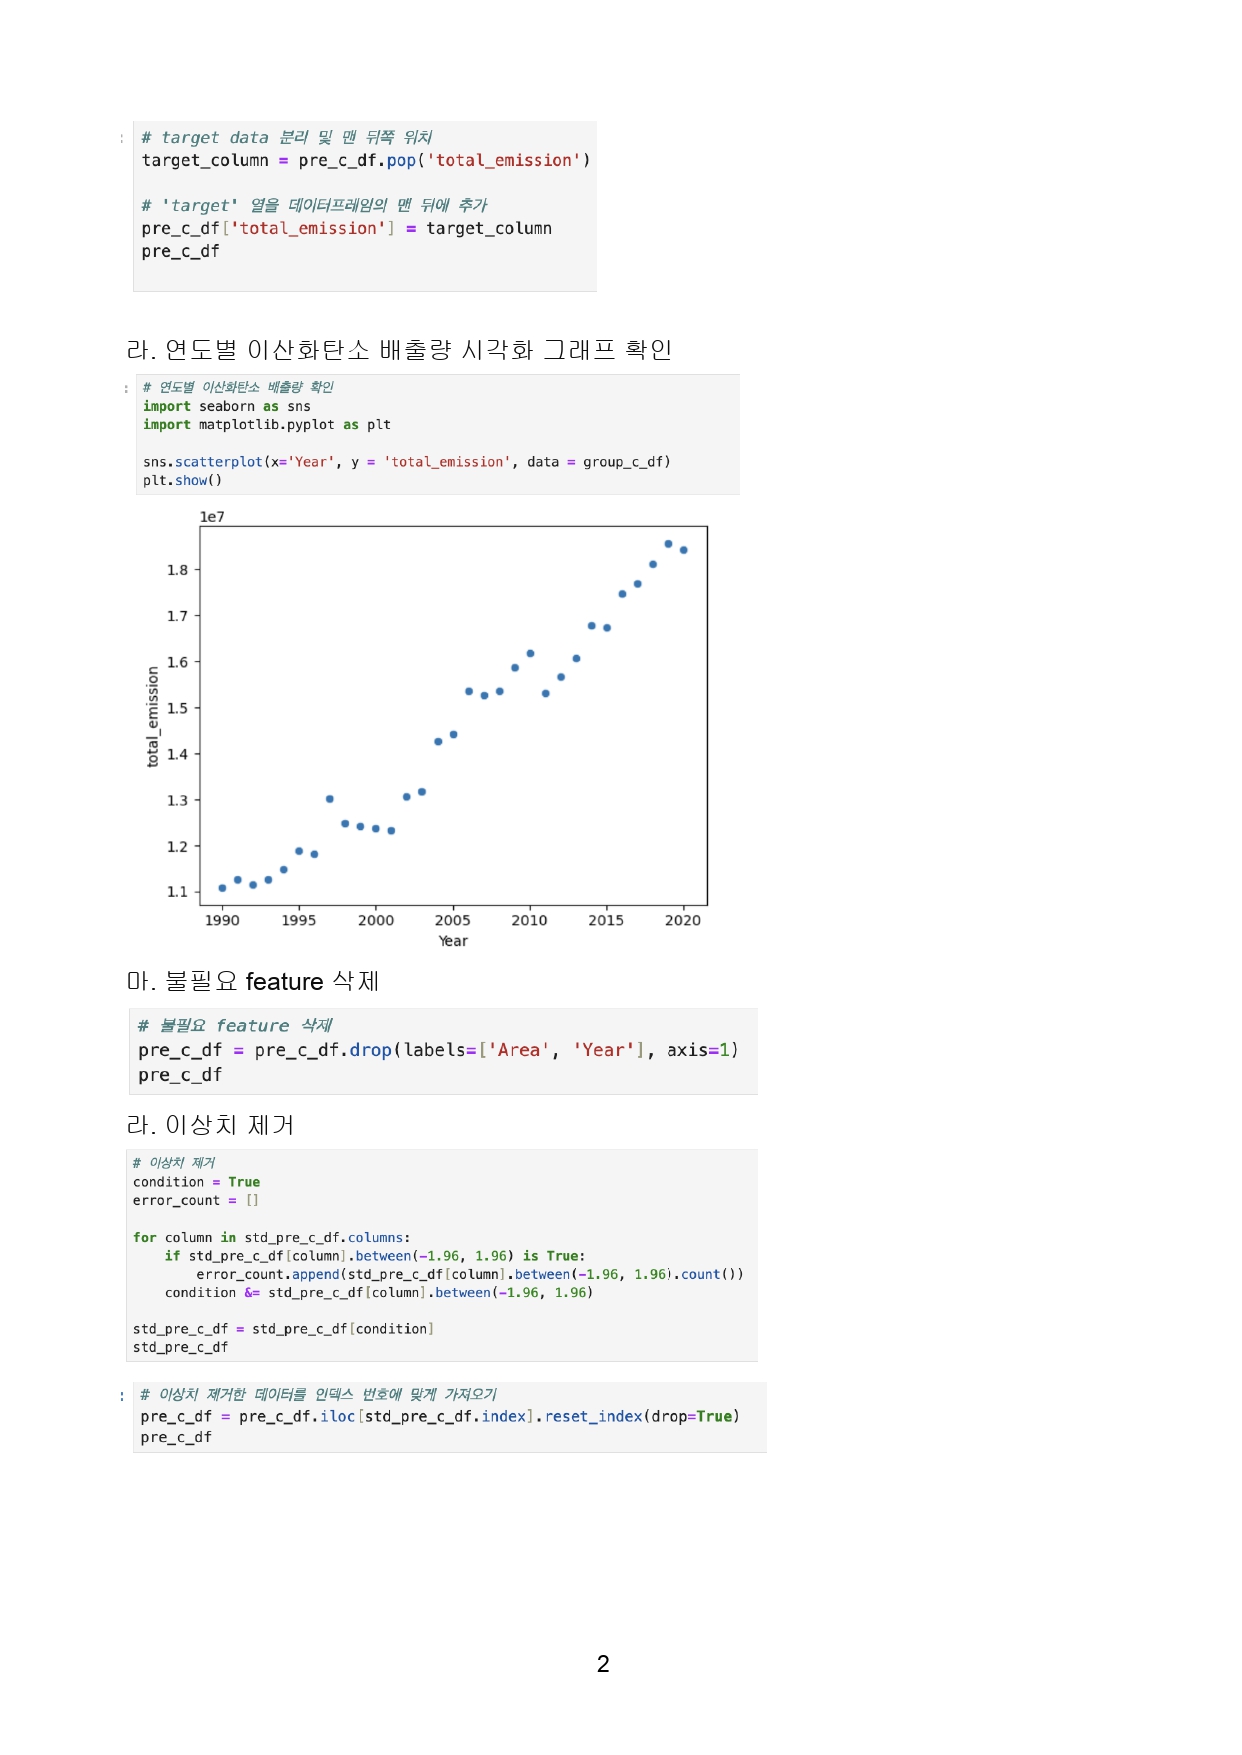 # target data 분리 및 맨 뒤쪽 위치
target_column = pre_c_df.pop('total_emission')
# 'target' 열을 데이터프레임의 맨 뒤에 추가
pre_c_df['total_emission'] = target_column
pre_c_df
라. 연도별 이산화탄소 배출량 시각화 그래프 확인
# 연도별 이산화탄소 배출량 확인
import seaborn as sns
import matplotlib.pyplot as plt
sns.scatterplot(x='Year', y = 'total_emission', data = group_c_df)
plt.show()
1e7
1.8
1.7
1.6
1.5
1.4
1.3
1.2
1.1
total_emission
1990 1995 2000 2005 2010 2015 2020
Year
마. 불필요 feature 삭제
# 불필요 feature 삭제
pre_c_df = pre_c_df.drop(labels=['Area', 'Year'], axis=1)
pre_c_df
라. 이상치 제거
# 이상치 제거
condition = True
error_count = []
for column in std_pre_c_df.columns:
    if std_pre_c_df[column].between(-1.96, 1.96) is True:
        error_count.append(std_pre_c_df[column].between(-1.96, 1.96).count())
    condition &= std_pre_c_df[column].between(-1.96, 1.96)
std_pre_c_df = std_pre_c_df[condition]
std_pre_c_df
# 이상치 제거한 데이터를 인덱스 번호에 맞게 가져오기
pre_c_df = pre_c_df.iloc[std_pre_c_df.index].reset_index(drop=True)
pre_c_df
2